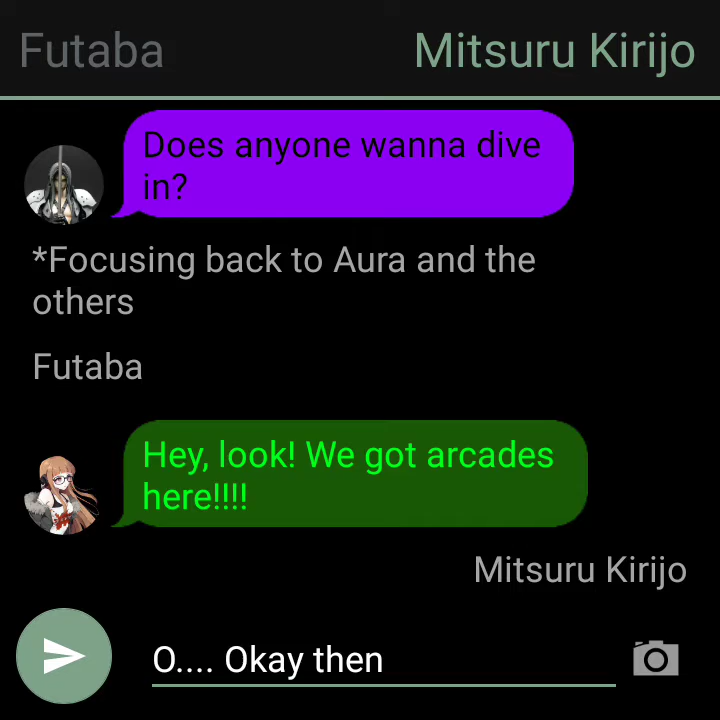 Futaba
Mitsuru Kirijo
Does anyone wanna dive
in?
*Focusing back to Aura and the
others
Futaba
Hey, look! We got arcades
here!!!!
Mitsuru Kirijo
O.... Okay then